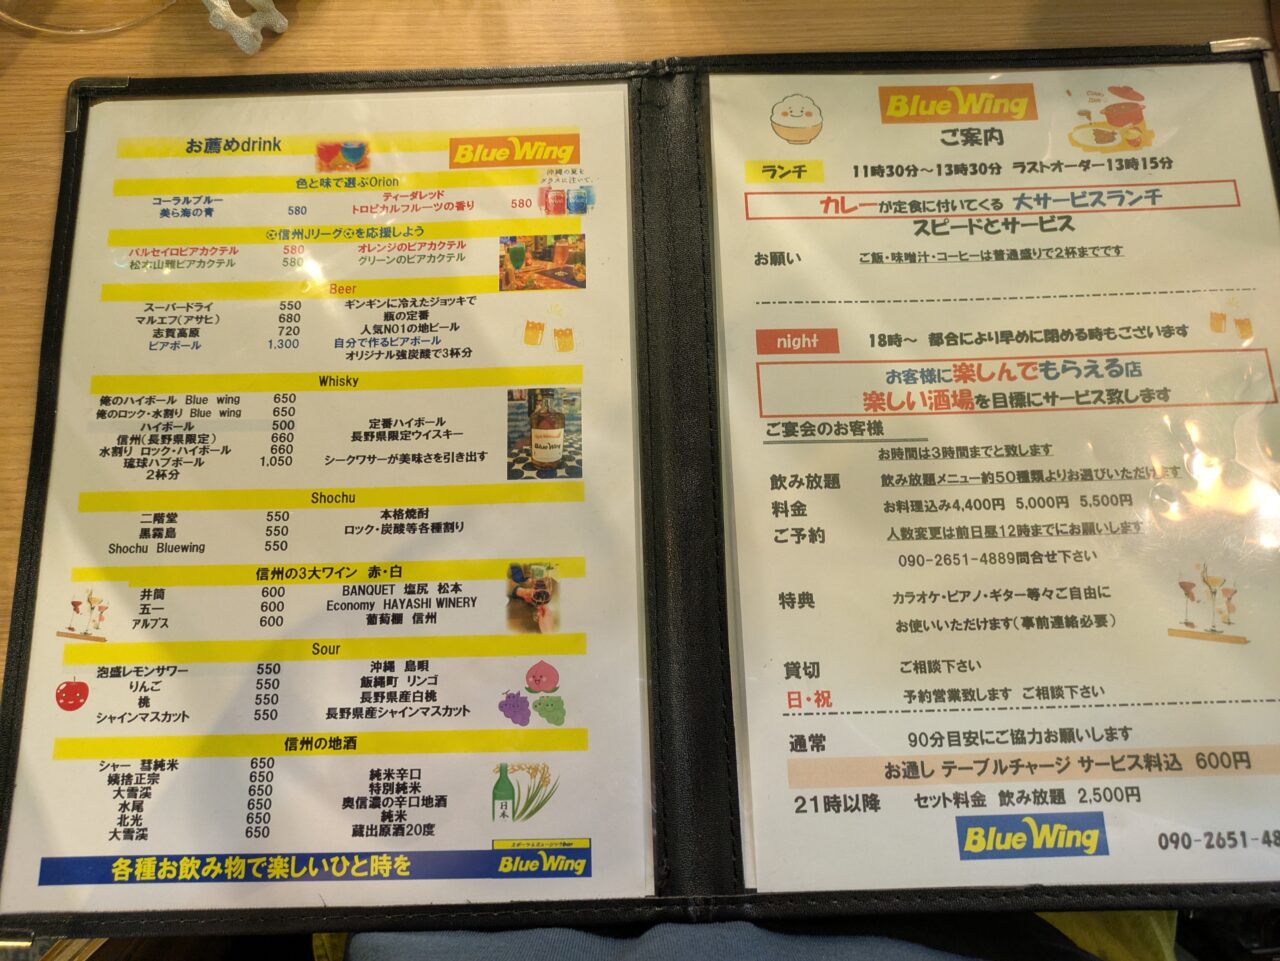 お薦めdrink
Blue Wing
沖縄の夏を
グラスに注いで、
色と味で選ぶOrion
コーラルブルー ティーダレッド
美ら海の青 580 トロピカルフルーツの香り 580
⚽信州Jリーグ⚽を応援しよう
パルセイロビアカクテル 580 オレンジのビアカクテル
松本山雅ビアカクテル 580 グリーンのビアカクテル
Beer
スーパードライ 550 ギンギンに冷えたジョッキで
マルエフ(アサヒ) 680 瓶の定番
志賀高原 720 人気NO1の地ビール
ビアボール 1,300 自分で作るビアボール
オリジナル強炭酸で3杯分
Whisky
俺のハイボール Blue wing 650
俺のロック・水割り Blue wing 650
ハイボール 500 定番ハイボール
信州(長野県限定) 660 長野県限定ウイスキー
水割り ロック・ハイボール 660
琉球ハブボール 1,050 シークワサーが美味さを引き出す
2杯分
Shochu
二階堂 550 本格焼酎
黒霧島 550 ロック・炭酸等各種割り
Shochu Bluewing 550
信州の3大ワイン 赤・白
井筒 600 BANQUET 塩尻 松本
五一 600 Economy HAYASHI WINERY
アルプス 600 葡萄棚 信州
Sour
泡盛レモンサワー 550 沖縄 島唄
りんご 550 飯縄町 リンゴ
桃 550 長野県産白桃
シャインマスカット 550 長野県産シャインマスカット
信州の地酒
シャー 彗純米 650
姨捨正宗 650 純米辛口
大雪渓 650 特別純米
水尾 650 奥信濃の辛口地酒
北光 650 純米
大雪渓 650 蔵出原酒20度
日本
各種お飲み物で楽しいひと時を
Blue Wing
Blue Wing
ご案内
ランチ 11時30分～13時30分 ラストオーダー13時15分
カレーが定食に付いてくる 大サービスランチ
スピードとサービス
お願い ご飯・味噌汁・コーヒーは普通盛りで2杯までです
night 18時～ 都合により早めに閉める時もございます
お客様に楽しんでもらえる店
楽しい酒場を目標にサービス致します
ご宴会のお客様
お時間は3時間までと致します
飲み放題 飲み放題メニュー約50種類よりお選びいただけます
料金 お料理込み4,400円 5,000円 5,500円
ご予約 人数変更は前日昼12時までにお願いします
090-2651-4889問合せ下さい
特典 カラオケ・ピアノ・ギター等々ご自由に
お使いいただけます(事前連絡必要)
貸切 ご相談下さい
日・祝 予約営業致します ご相談下さい
通常 90分目安にご協力お願いします
お通し テーブルチャージ サービス料込 600円
21時以降 セット料金 飲み放題 2,500円
Blue Wing
090-2651-48